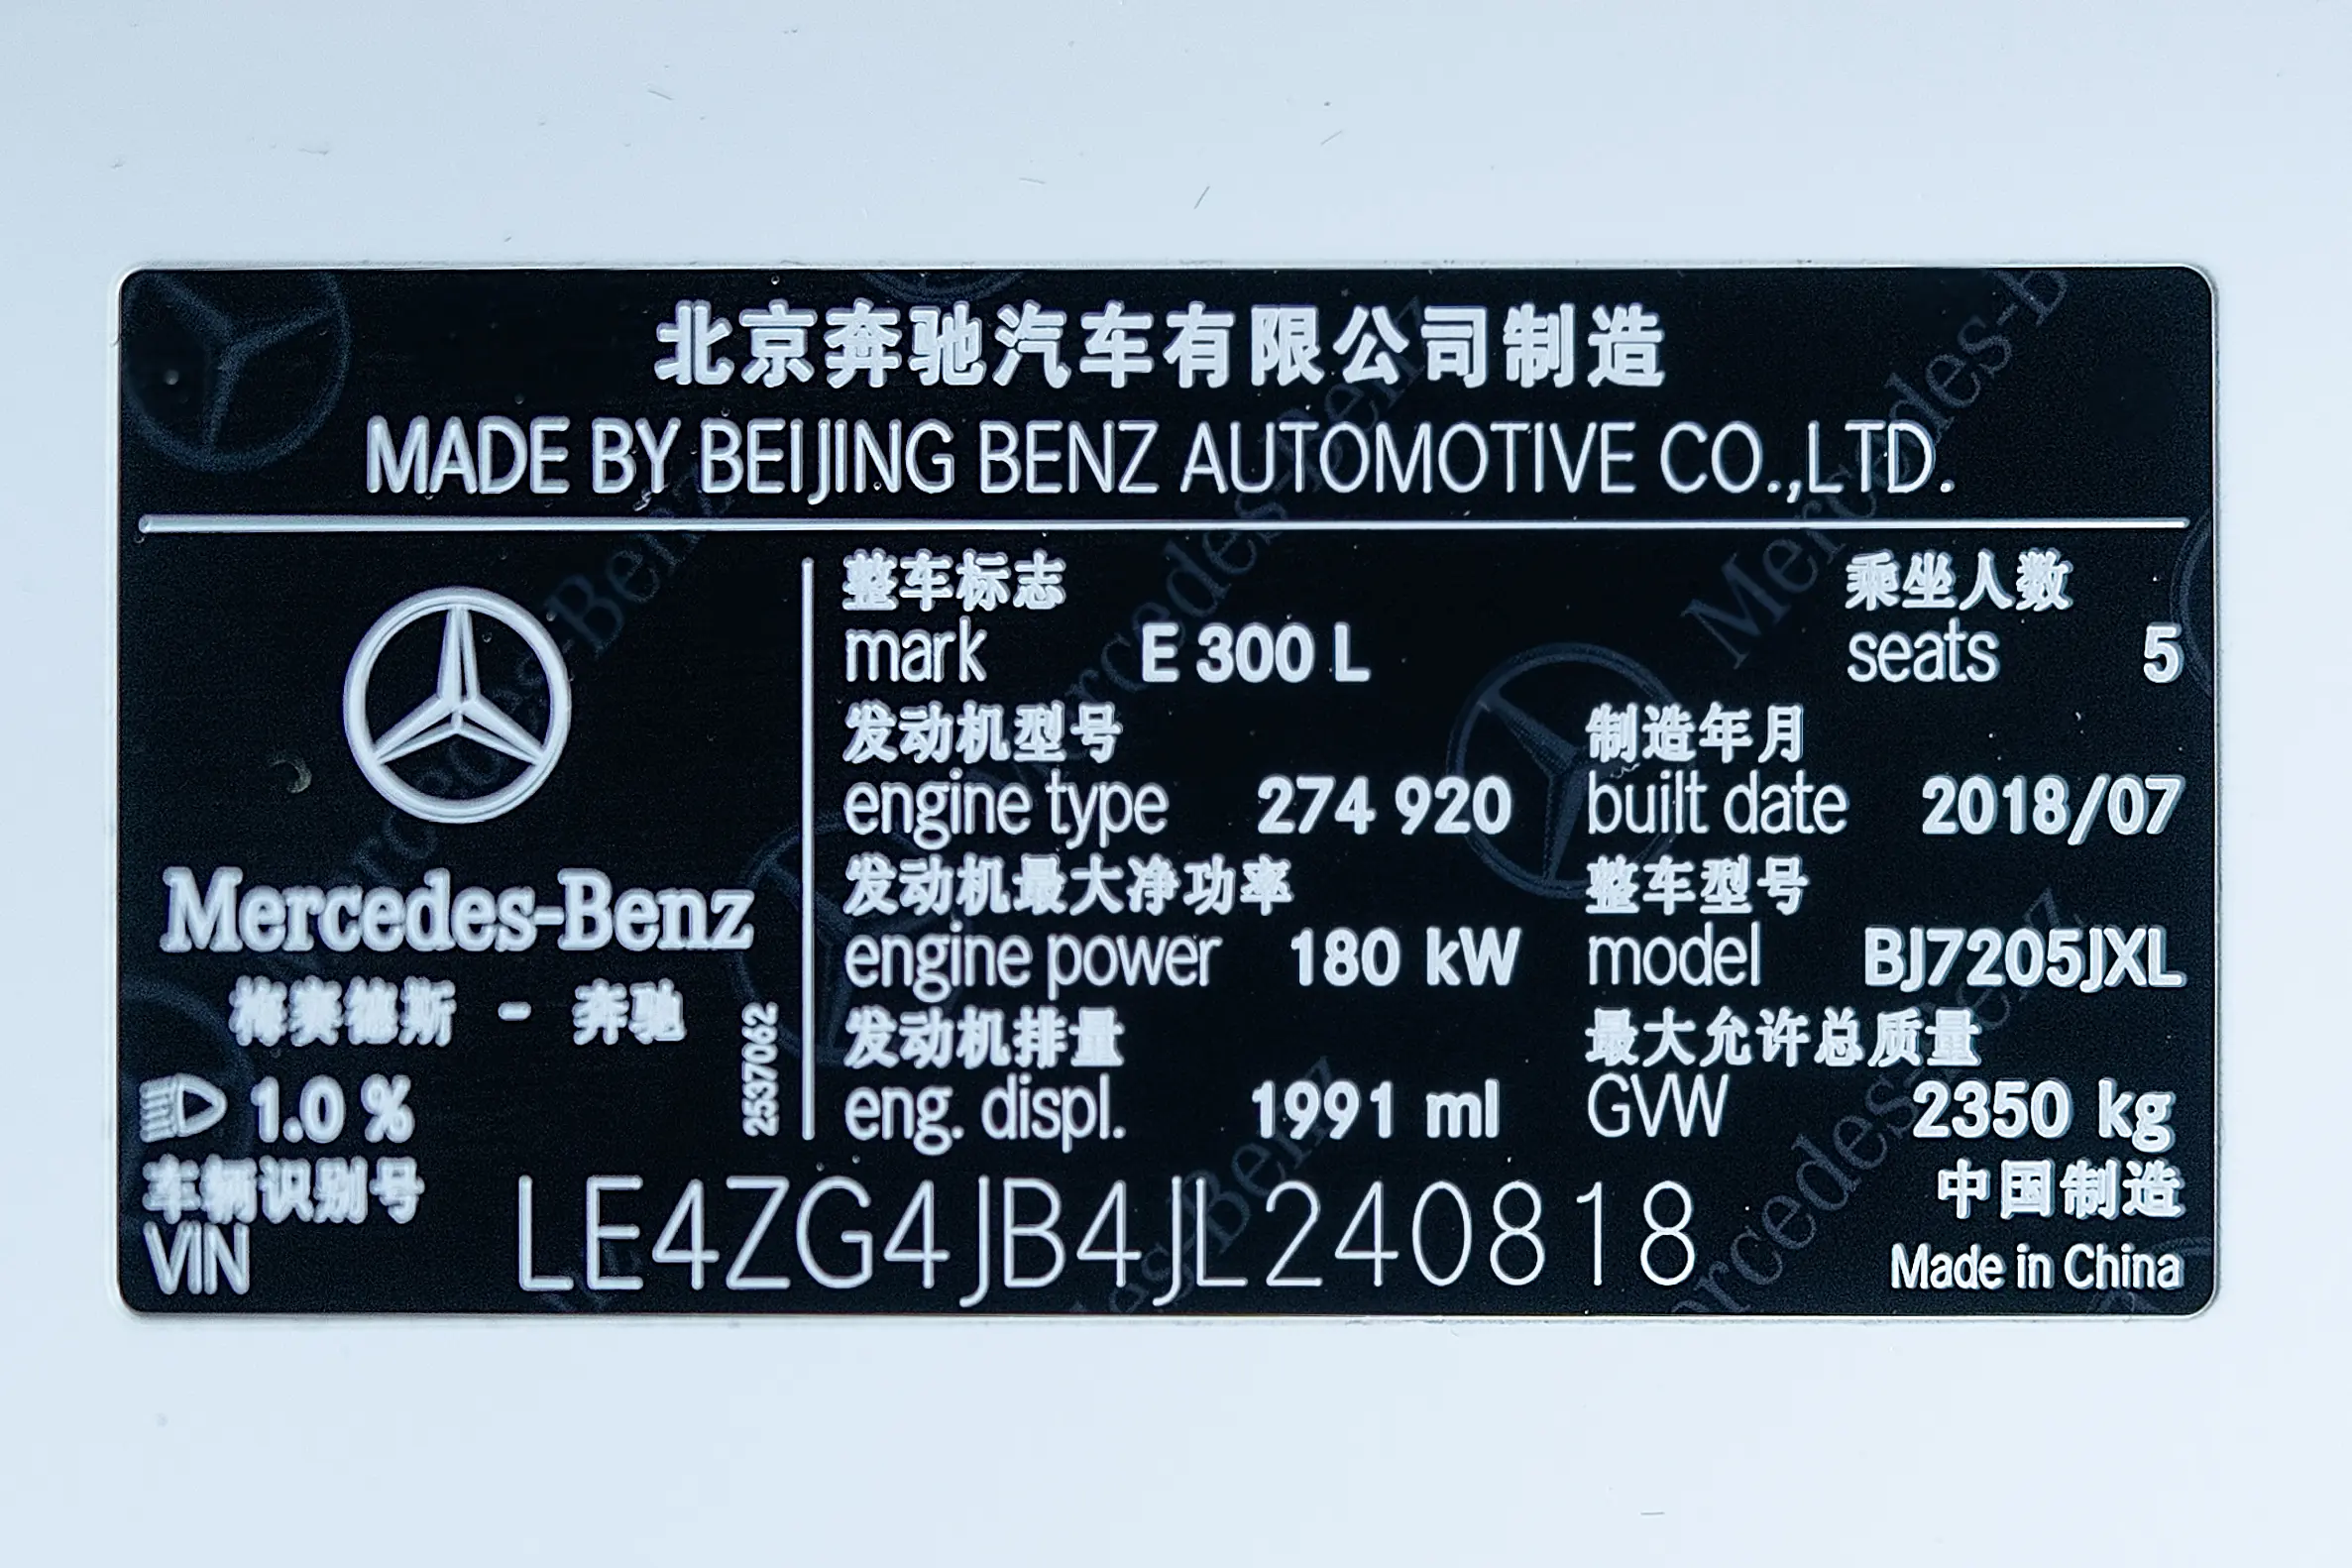 北京奔驰汽车有限公司制造
MADE BY BEIJING BENZ AUTOMOTIVE CO.,LTD.
Mercedes-Benz
梅赛德斯 - 奔驰
1.0 %
2537062
整车标志
mark E 300 L
乘坐人数
seats 5
发动机型号
engine type 274 920
制造年月
built date 2018/07
发动机最大净功率
engine power 180 kW
整车型号
model BJ7205JXL
发动机排量
eng. displ. 1991 ml
最大允许总质量
GVW 2350 kg
车辆识别号
VIN LE4ZG4JB4JL240818
中国制造
Made in China